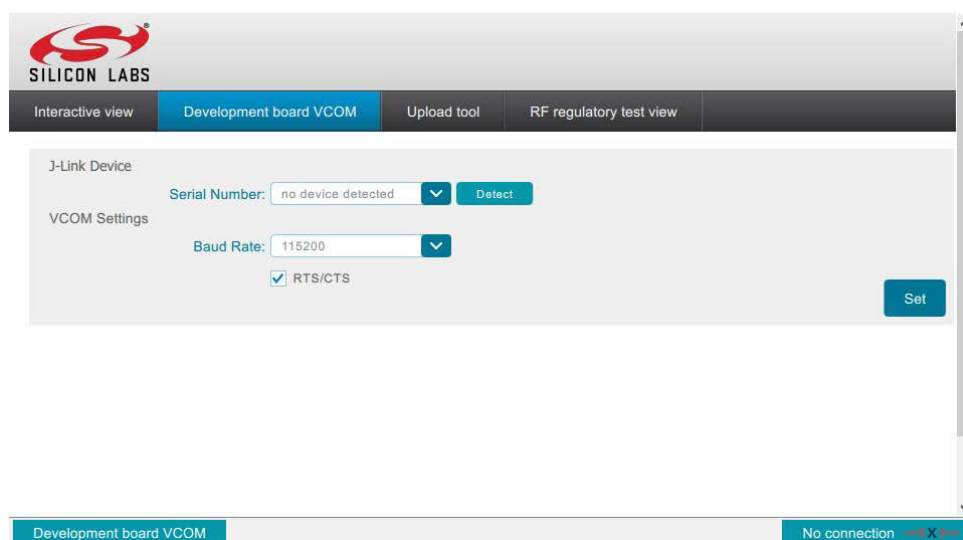 SILICON LABS
Interactive view Development board VCOM Upload tool RF regulatory test view
J-Link Device
Serial Number: no device detected Detect
VCOM Settings
Baud Rate: 115200
RTS/CTS
Set
Development board VCOM No connection X